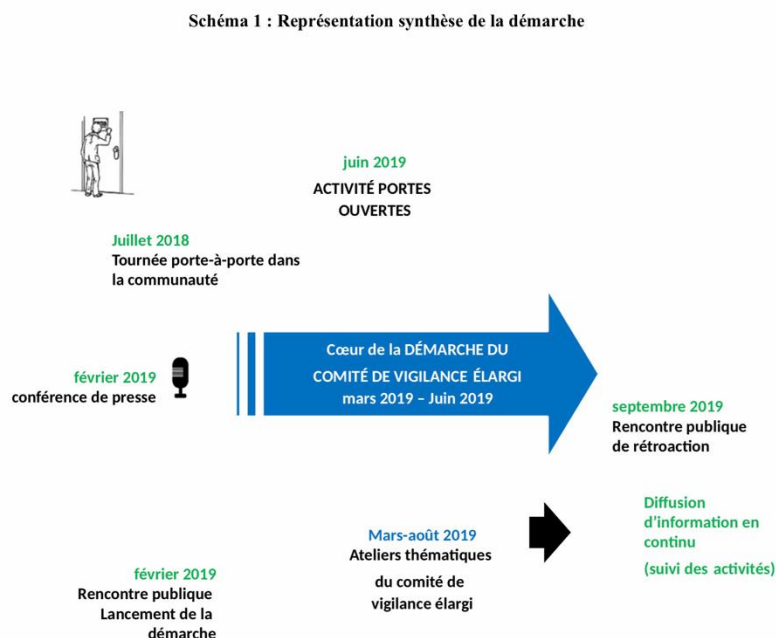 Schéma 1 : Représentation synthèse de la démarche
juin 2019
ACTIVITÉ PORTES
OUVERTES
Juillet 2018
Tournée porte-à-porte dans
la communauté
Cœur de la DÉMARCHE DU
COMITÉ DE VIGILANCE ÉLARGI
mars 2019 – Juin 2019
février 2019
conférence de presse
septembre 2019
Rencontre publique
de rétroaction
Mars-août 2019
Ateliers thématiques
du comité de
vigilance élargi
Diffusion
d'information en
continu
(suivi des activités)
février 2019
Rencontre publique
Lancement de la
démarche